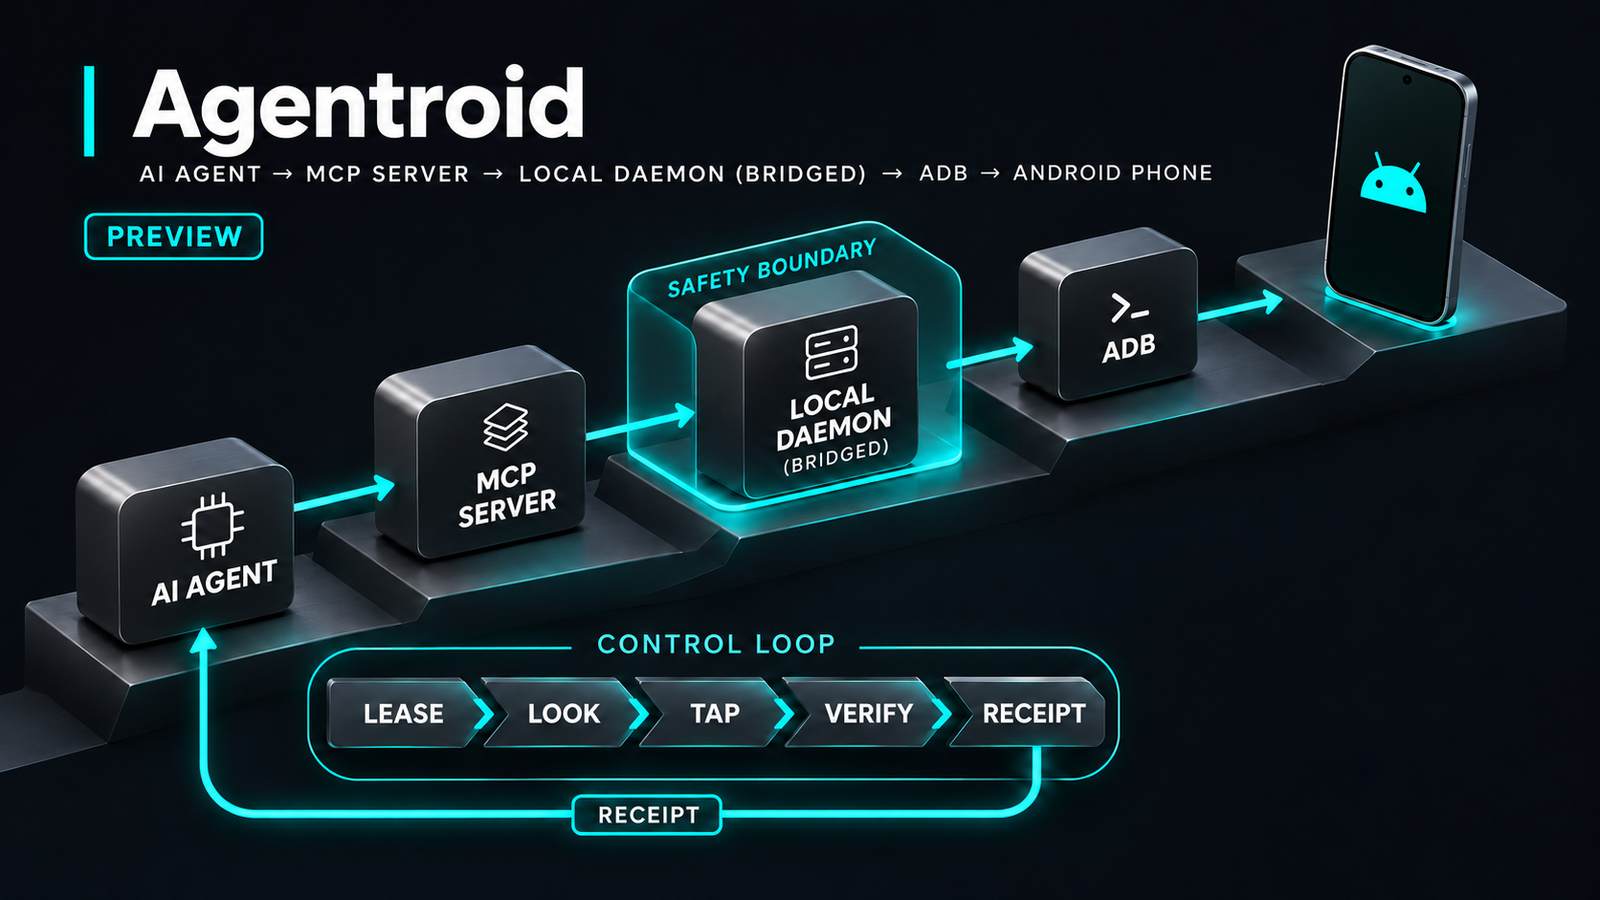 Agentroid
AI AGENT → MCP SERVER → LOCAL DAEMON (BRIDGED) → ADB → ANDROID PHONE
PREVIEW
SAFETY BOUNDARY
AI AGENT
MCP
SERVER
LOCAL
DAEMON
(BRIDGED)
>_
ADB
CONTROL LOOP
LEASE
LOOK
TAP
VERIFY
RECEIPT
RECEIPT